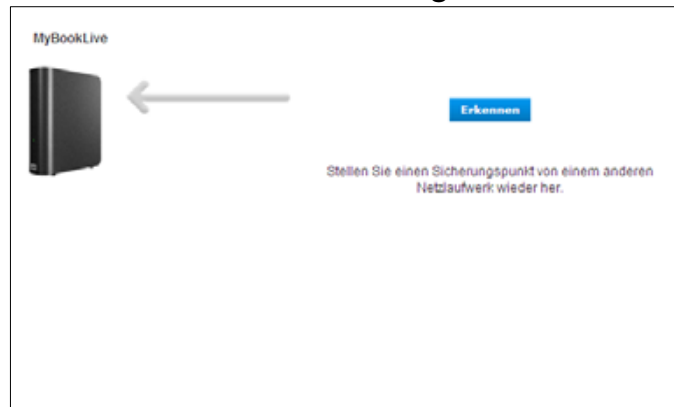 MyBookLive
Erkennen
Stellen Sie einen Sicherungspunkt von einem anderen
Netzlaufwerk wieder her.